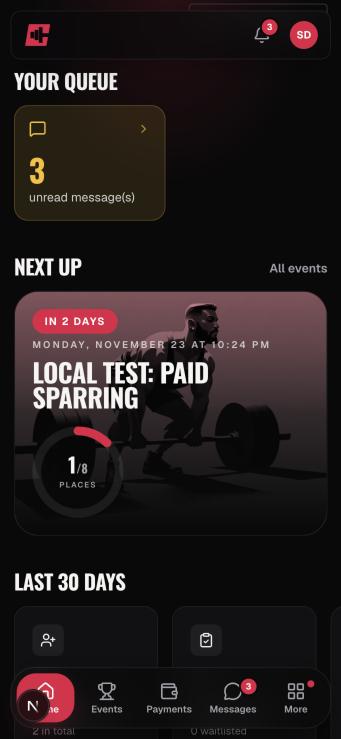 3
SD
YOUR QUEUE
3
unread message(s)
NEXT UP
All events
IN 2 DAYS
MONDAY, NOVEMBER 23 AT 10:24 PM
LOCAL TEST: PAID
SPARRING
1/8
PLACES
LAST 30 DAYS
N
3
Events
Payments
Messages
More
2 in total
0 waitlisted